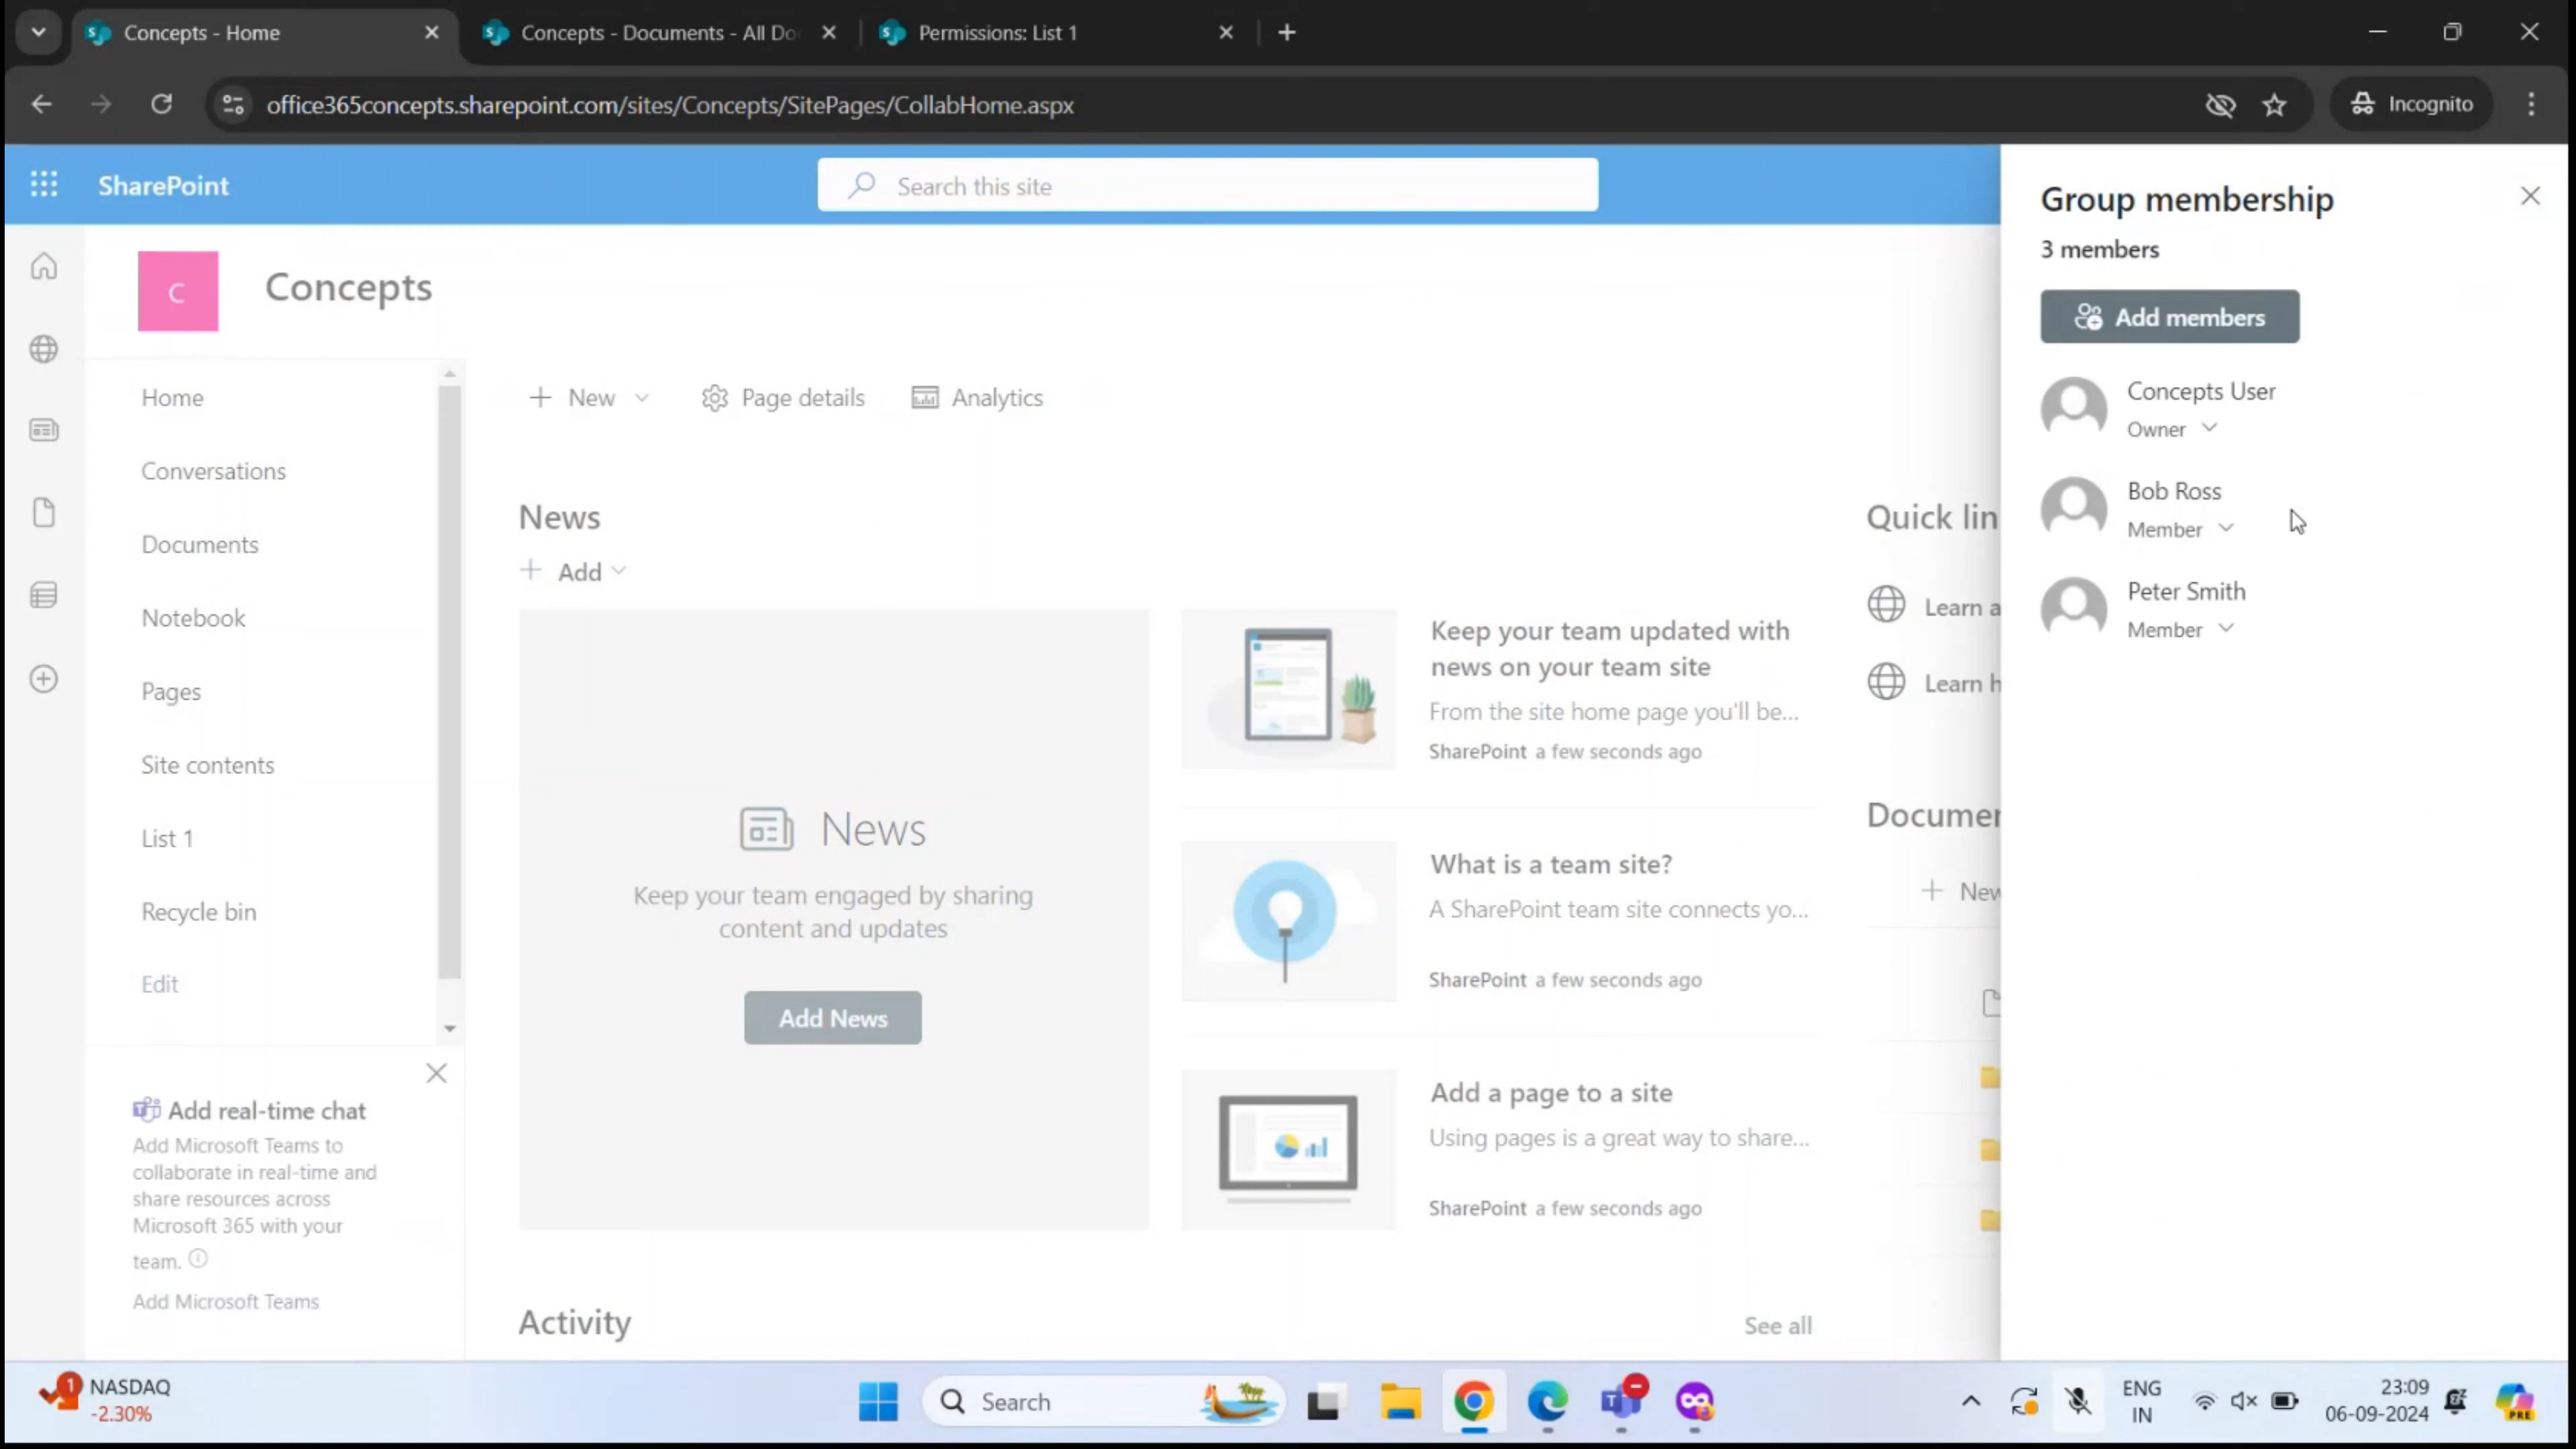 Concepts - Home
Concepts - Documents - All Do
Permissions: List 1
office365concepts.sharepoint.com/sites/Concepts/SitePages/CollabHome.aspx
Incognito
SharePoint
Search this site
C
Concepts
Home
Conversations
Documents
Notebook
Pages
Site contents
List 1
Recycle bin
Edit
Add real-time chat
Add Microsoft Teams to
collaborate in real-time and
share resources across
Microsoft 365 with your
team.
Add Microsoft Teams
New
Page details
Analytics
News
Add
News
Keep your team engaged by sharing
content and updates
Add News
Keep your team updated with
news on your team site
From the site home page you'll be...
SharePoint a few seconds ago
What is a team site?
A SharePoint team site connects yo...
SharePoint a few seconds ago
Add a page to a site
Using pages is a great way to share...
SharePoint a few seconds ago
Activity
See all
Quick lin
Learn a
Learn h
Documen
New
Group membership
3 members
Add members
Concepts User
Owner
Bob Ross
Member
Peter Smith
Member
1
NASDAQ
-2.30%
Search
ENG
IN
23:09
06-09-2024
PRE